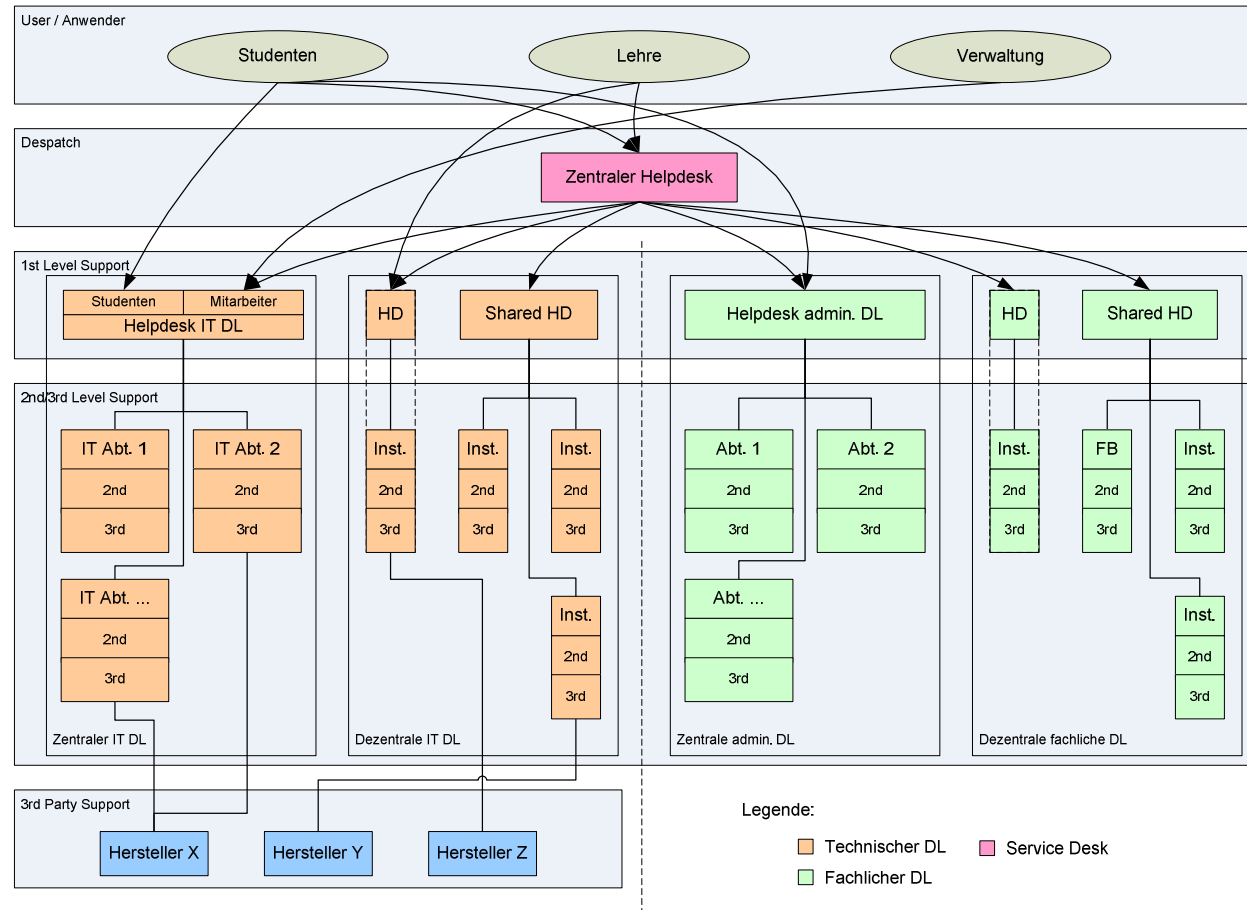 User / Anwender
Studenten
Lehre
Verwaltung
Despatch
Zentraler Helpdesk
1st Level Support
Studenten
Mitarbeiter
Helpdesk IT DL
HD
Shared HD
Helpdesk admin. DL
HD
Shared HD
2nd/3rd Level Support
IT Abt. 1
2nd
3rd
IT Abt. 2
2nd
3rd
IT Abt. ...
2nd
3rd
Zentraler IT DL
Inst.
2nd
3rd
Inst.
2nd
3rd
Inst.
2nd
3rd
Inst.
2nd
3rd
Dezentrale IT DL
Abt. 1
2nd
3rd
Abt. 2
2nd
3rd
Abt. ...
2nd
3rd
Zentrale admin. DL
Inst.
2nd
3rd
FB
2nd
3rd
Inst.
2nd
3rd
Inst.
2nd
3rd
Dezentrale fachliche DL
3rd Party Support
Hersteller X
Hersteller Y
Hersteller Z
Legende:
Technischer DL
Service Desk
Fachlicher DL